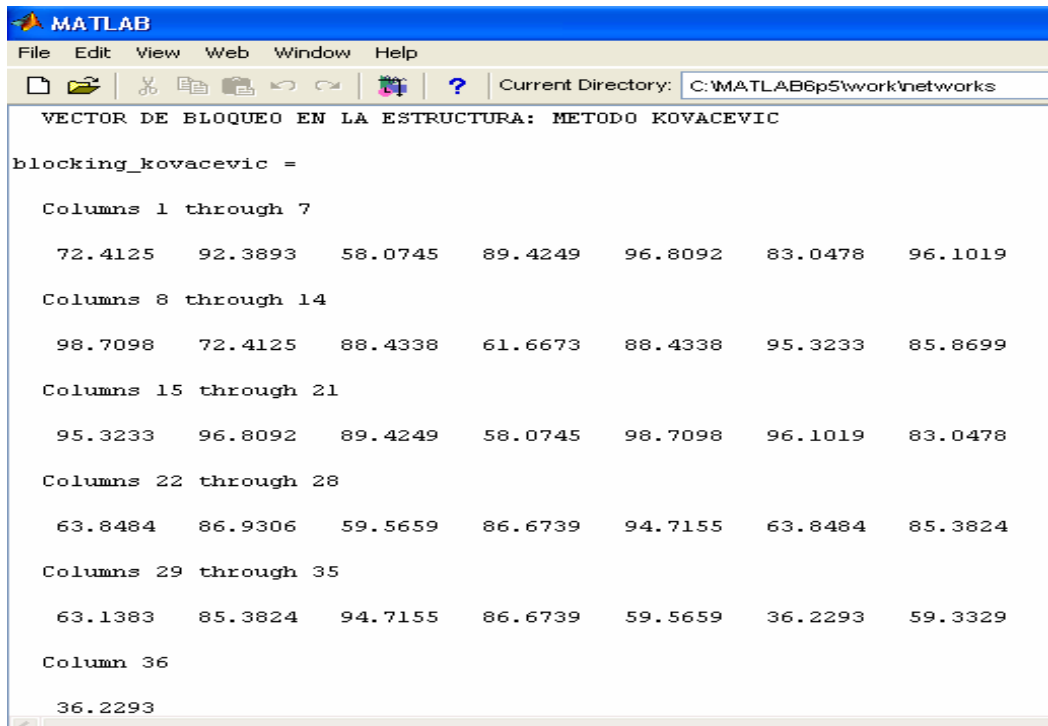 MATLAB
File Edit View Web Window Help
? Current Directory: C:\MATLAB6p5\work\networks
VECTOR DE BLOQUEO EN LA ESTRUCTURA: METODO KOVACEVIC
blocking_kovacevic =
Columns 1 through 7
72.4125 92.3893 58.0745 89.4249 96.8092 83.0478 96.1019
Columns 8 through 14
98.7098 72.4125 88.4338 61.6673 88.4338 95.3233 85.8699
Columns 15 through 21
95.3233 96.8092 89.4249 58.0745 98.7098 96.1019 83.0478
Columns 22 through 28
63.8484 86.9306 59.5659 86.6739 94.7155 63.8484 85.3824
Columns 29 through 35
63.1383 85.3824 94.7155 86.6739 59.5659 36.2293 59.3329
Column 36
36.2293